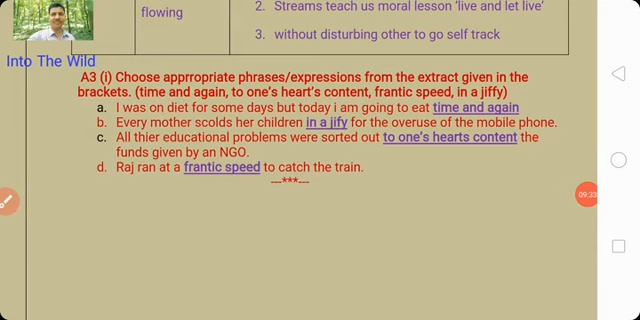 flowing
2. Streams teach us moral lesson 'live and let live'
3. without disturbing other to go self track
Into The Wild
A3 (i) Choose apprropriate phrases/expressions from the extract given in the
brackets. (time and again, to one's heart's content, frantic speed, in a jiffy)
a. I was on diet for some days but today i am going to eat time and again
b. Every mother scolds her children in a jify for the overuse of the mobile phone.
c. All thier educational problems were sorted out to one's hearts content the
funds given by an NGO.
d. Raj ran at a frantic speed to catch the train.
---***---
09:33